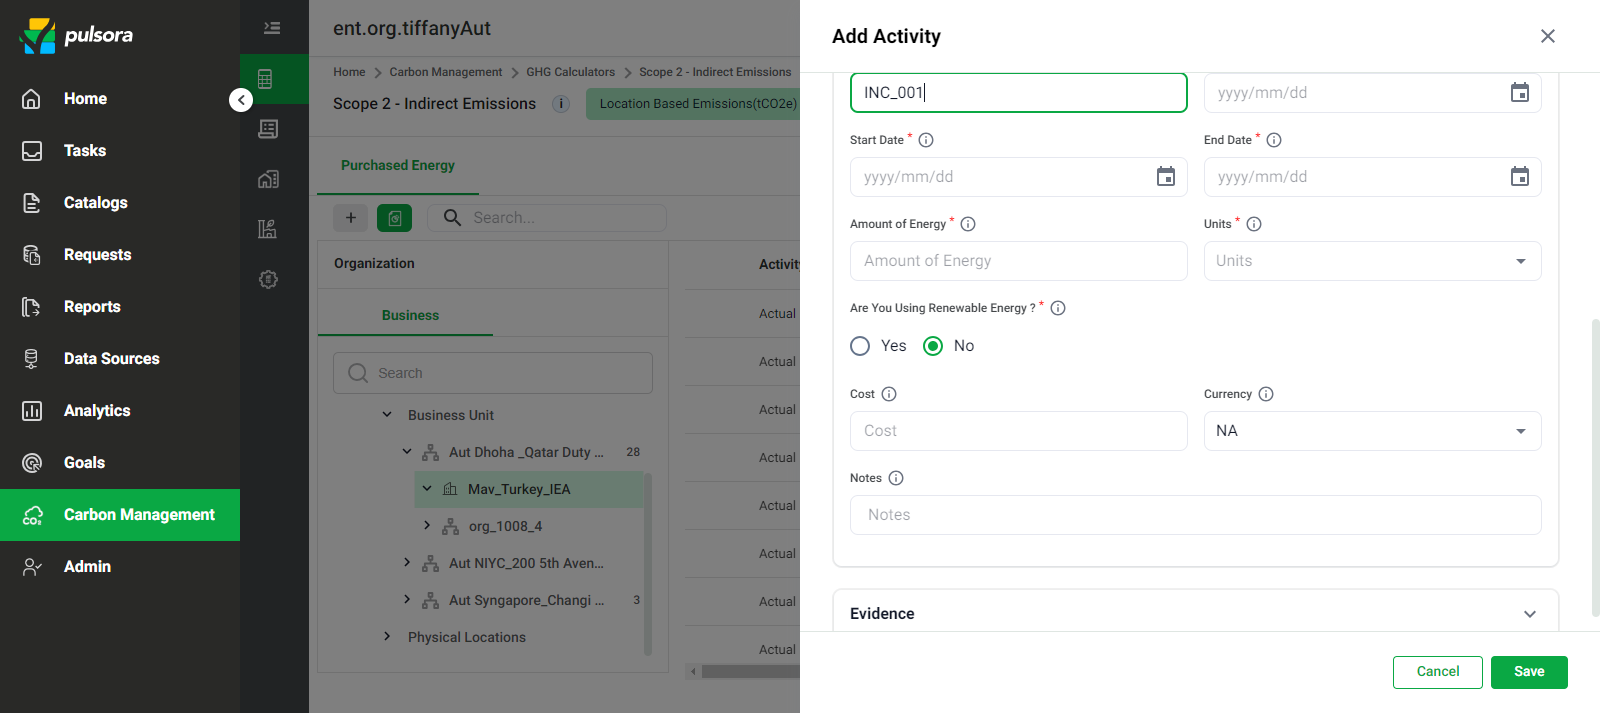 pulsora
Home
Tasks
Catalogs
Requests
Reports
Data Sources
Analytics
Goals
Carbon Management
Admin
ent.org.tiffanyAut
Home > Carbon Management > GHG Calculators > Scope 2 - Indirect Emissions
Scope 2 - Indirect Emissions
Location Based Emissions(tCO2e)
Purchased Energy
Search...
Organization
Business
Search
Business Unit
Aut Dhoha _Qatar Duty ... 28
Mav_Turkey_IEA
org_1008_4
Aut NIYC_200 5th Aven...
Aut Syngapore_Changi ... 3
Physical Locations
Activity
Actual
Actual
Actual
Actual
Actual
Actual
Actual
Actual
Add Activity
INC_001
yyyy/mm/dd
Start Date *
End Date *
yyyy/mm/dd
yyyy/mm/dd
Amount of Energy *
Units *
Amount of Energy
Units
Are You Using Renewable Energy ? *
Yes
No
Cost
Currency
Cost
NA
Notes
Notes
Evidence
Cancel
Save